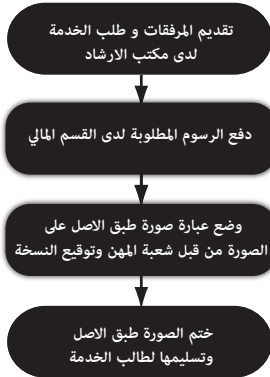 تقديم المرفقات و طلب الخدمة
لدى مكتب الارشاد
دفع الرسوم المطلوبة لدى القسم المالي
وضع عبارة صورة طبق الاصل على
الصورة من قبل شعبة المهن وتوقيع النسخة
ختم الصورة طبق الاصل
وتسليمها لطالب الخدمة